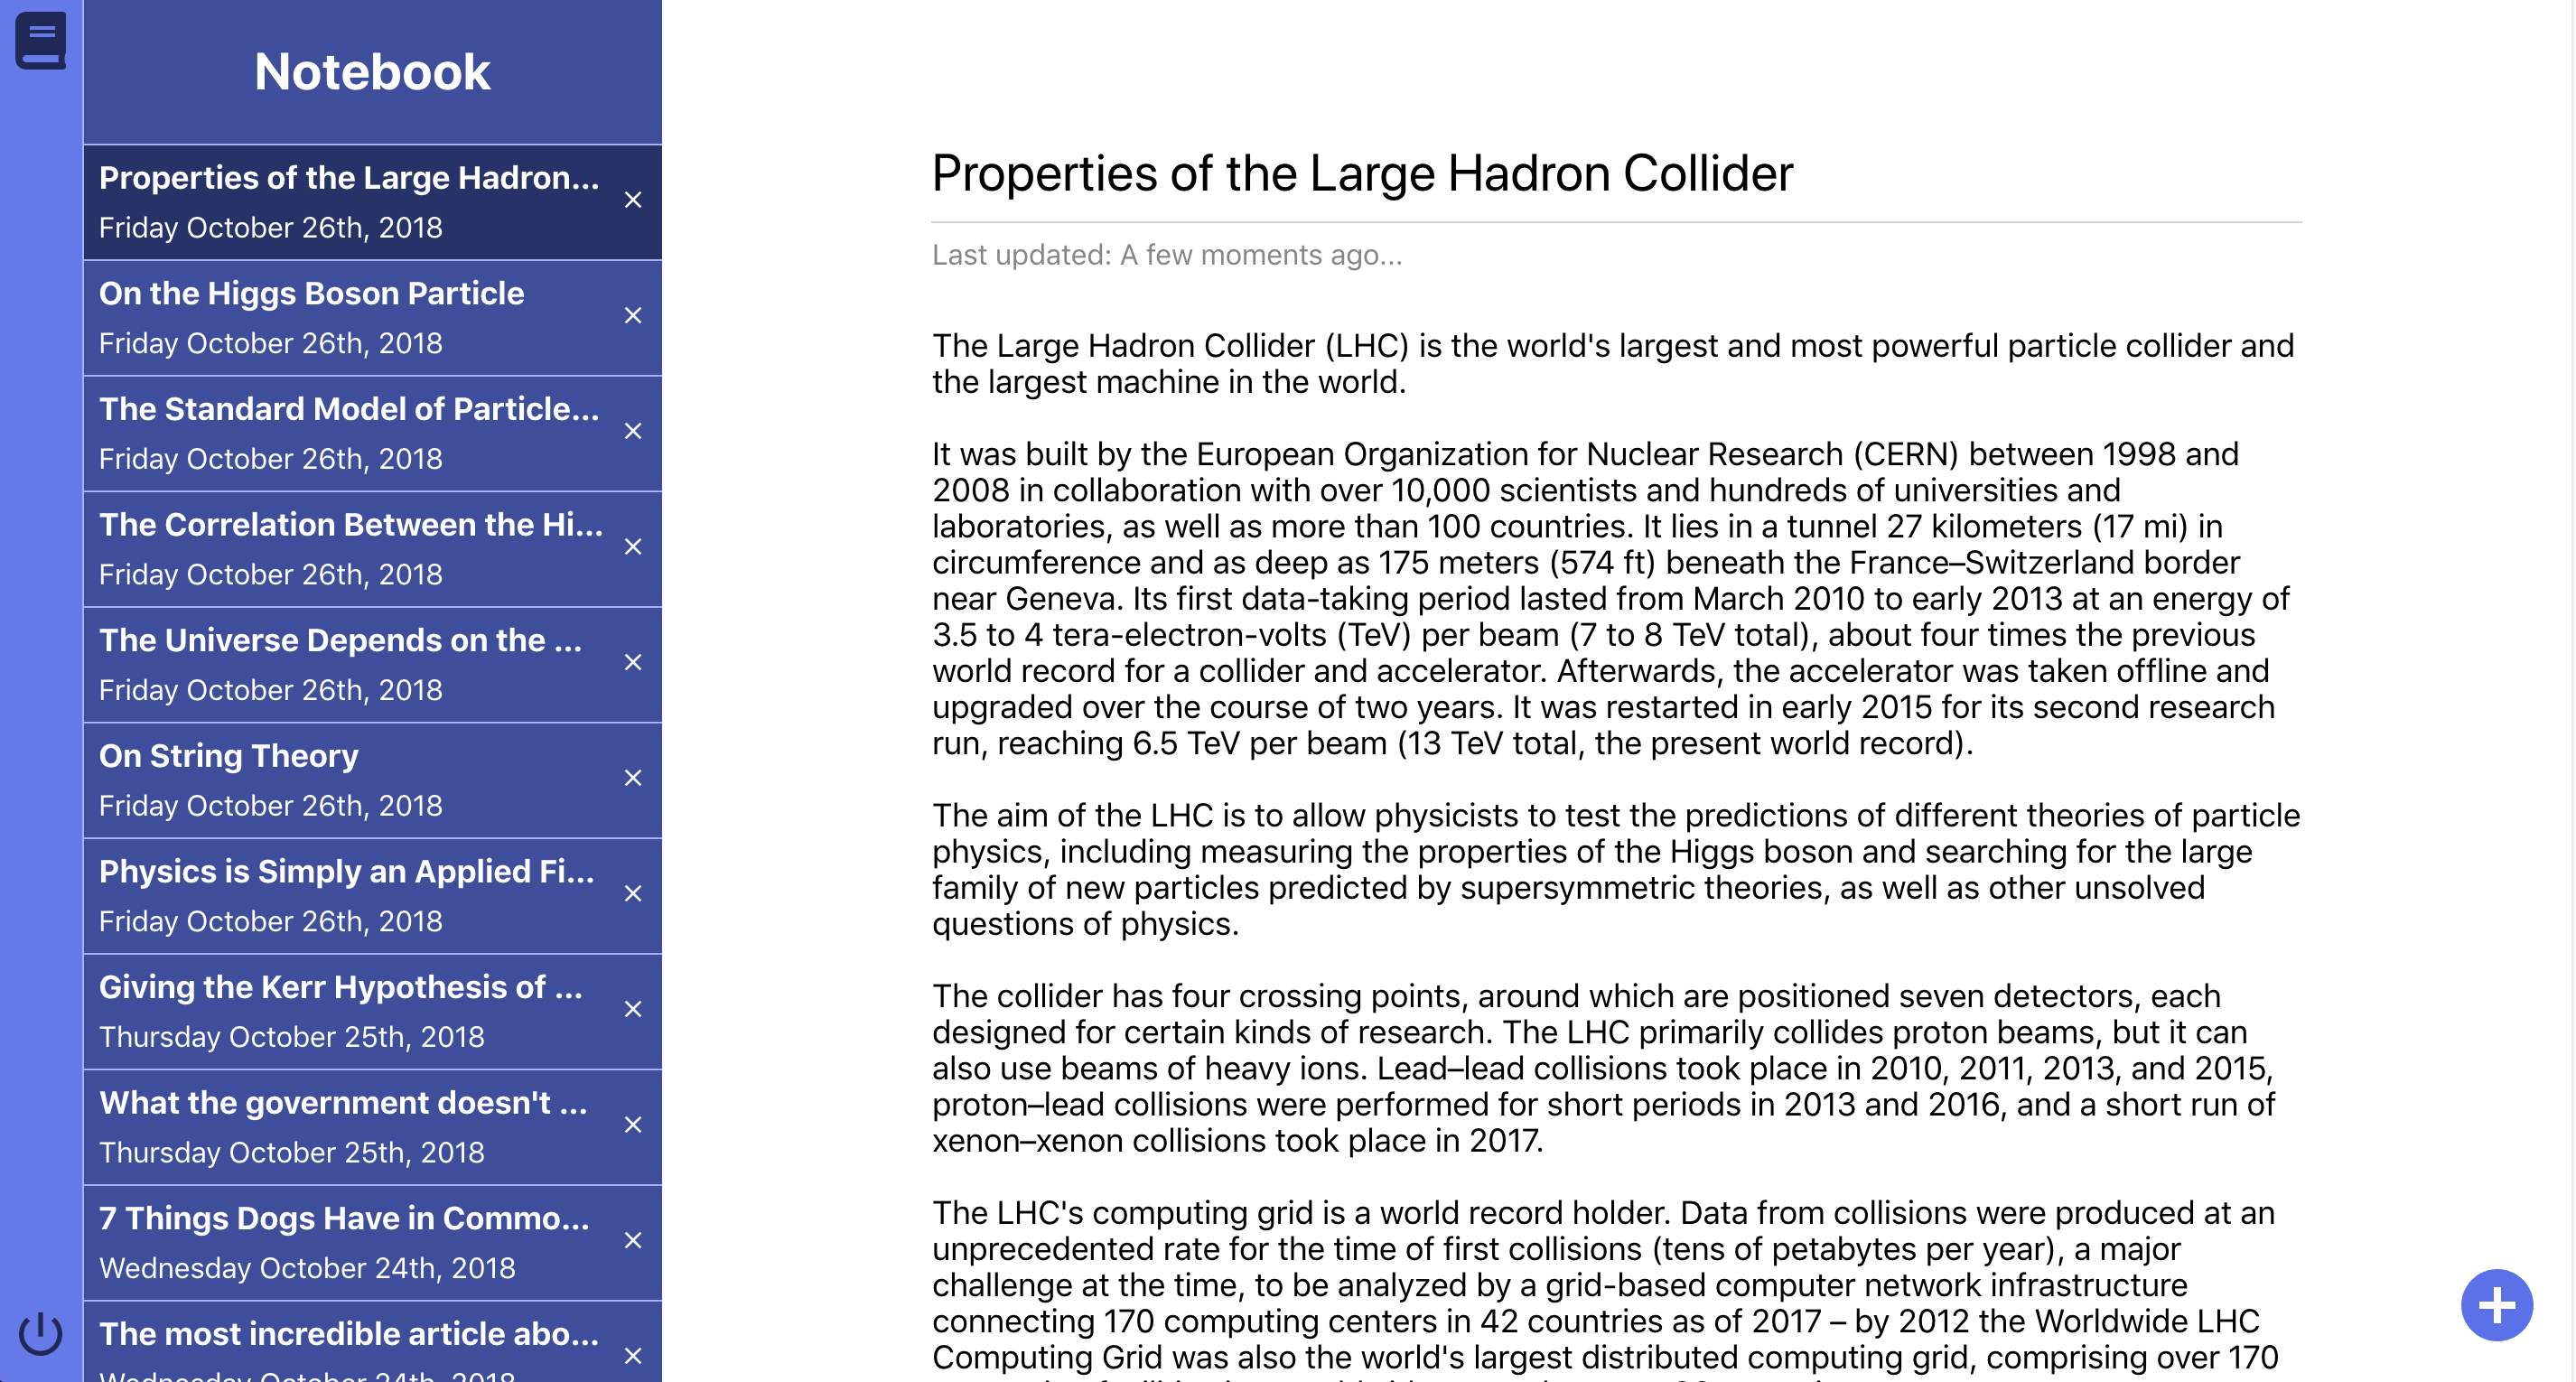 Notebook
Properties of the Large Hadron...
Friday October 26th, 2018
On the Higgs Boson Particle
Friday October 26th, 2018
The Standard Model of Particle...
Friday October 26th, 2018
The Correlation Between the Hi...
Friday October 26th, 2018
The Universe Depends on the ...
Friday October 26th, 2018
On String Theory
Friday October 26th, 2018
Physics is Simply an Applied Fi...
Friday October 26th, 2018
Giving the Kerr Hypothesis of ...
Thursday October 25th, 2018
What the government doesn't ...
Thursday October 25th, 2018
7 Things Dogs Have in Commo...
Wednesday October 24th, 2018
The most incredible article abo...
Wednesday October 24th, 2018
Properties of the Large Hadron Collider
Last updated: A few moments ago...
The Large Hadron Collider (LHC) is the world's largest and most powerful particle collider and
the largest machine in the world.
It was built by the European Organization for Nuclear Research (CERN) between 1998 and
2008 in collaboration with over 10,000 scientists and hundreds of universities and
laboratories, as well as more than 100 countries. It lies in a tunnel 27 kilometers (17 mi) in
circumference and as deep as 175 meters (574 ft) beneath the France–Switzerland border
near Geneva. Its first data-taking period lasted from March 2010 to early 2013 at an energy of
3.5 to 4 tera-electron-volts (TeV) per beam (7 to 8 TeV total), about four times the previous
world record for a collider and accelerator. Afterwards, the accelerator was taken offline and
upgraded over the course of two years. It was restarted in early 2015 for its second research
run, reaching 6.5 TeV per beam (13 TeV total, the present world record).
The aim of the LHC is to allow physicists to test the predictions of different theories of particle
physics, including measuring the properties of the Higgs boson and searching for the large
family of new particles predicted by supersymmetric theories, as well as other unsolved
questions of physics.
The collider has four crossing points, around which are positioned seven detectors, each
designed for certain kinds of research. The LHC primarily collides proton beams, but it can
also use beams of heavy ions. Lead–lead collisions took place in 2010, 2011, 2013, and 2015,
proton–lead collisions were performed for short periods in 2013 and 2016, and a short run of
xenon–xenon collisions took place in 2017.
The LHC's computing grid is a world record holder. Data from collisions were produced at an
unprecedented rate for the time of first collisions (tens of petabytes per year), a major
challenge at the time, to be analyzed by a grid-based computer network infrastructure
connecting 170 computing centers in 42 countries as of 2017 – by 2012 the Worldwide LHC
Computing Grid was also the world's largest distributed computing grid, comprising over 170